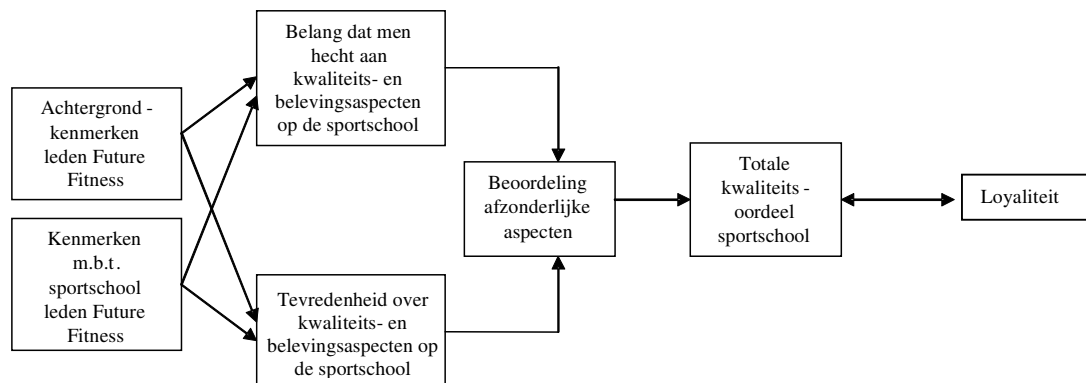 Achtergrond -
kenmerken
leden Future
Fitness
Kenmerken
m.b.t.
sportschool
leden Future
Fitness
Belang dat men
hecht aan
kwaliteits- en
belevingsaspecten
op de sportschool
Tevredenheid over
kwaliteits- en
belevingsaspecten op
de sportschool
Beoordeling
afzonderlijke
aspecten
Totale
kwaliteits -
oordeel
sportschool
Loyaliteit